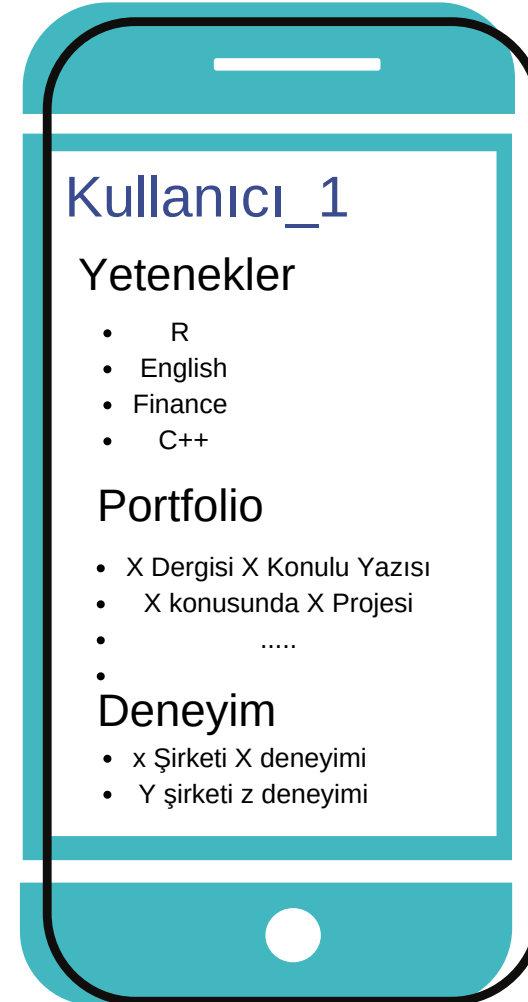 Kullanıcı_1
Yetenekler
• R
• English
• Finance
• C++
Portfolio
• X Dergisi X Konulu Yazısı
• X konusunda X Projesi
• .....
•
Deneyim
• x Şirketi X deneyimi
• Y şirketi z deneyimi